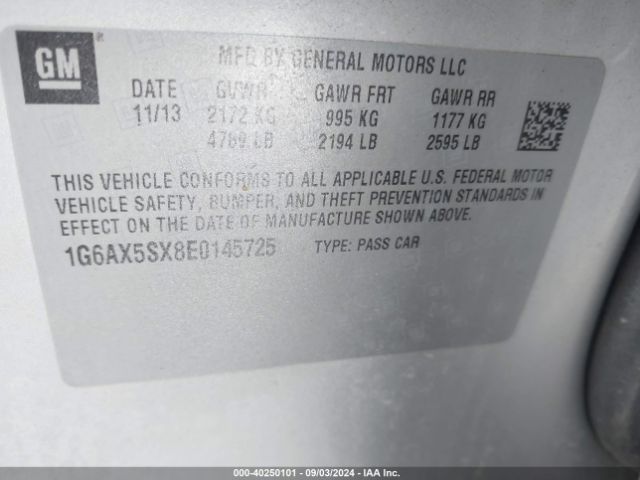 GM
MFD BY GENERAL MOTORS LLC
DATE GVWR GAWR FRT GAWR RR
11/13 2172 KG 995 KG 1177 KG
4789 LB 2194 LB 2595 LB
THIS VEHICLE CONFORMS TO ALL APPLICABLE U.S. FEDERAL MOTOR
VEHICLE SAFETY, BUMPER, AND THEFT PREVENTION STANDARDS IN
EFFECT ON THE DATE OF MANUFACTURE SHOWN ABOVE.
1G6AX5SX8E0145725 TYPE: PASS CAR
000-40250101 - 09/03/2024 - IAA Inc.